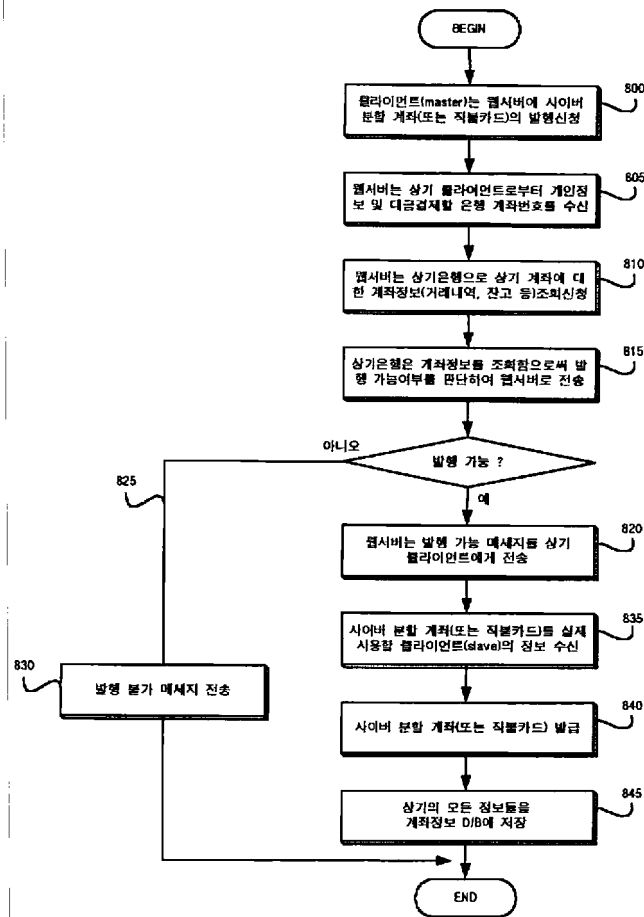 BEGIN
800
클라이언트(master)는 웹서버에 사이버
분할 계좌(또는 직불카드)의 발행신청
805
웹서버는 상기 클라이언트로부터 개인정
보 및 대금결제할 은행 계좌번호를 수신
810
웹서버는 상기은행으로 상기 계좌에 대
한 계좌정보(거래내역, 잔고 등)조회신청
815
상기은행은 계좌정보를 조회함으로써 발
행 가능여부를 판단하여 웹서버로 전송
아니오
발행 가능 ?
825
예
820
웹서버는 발행 가능 메세지를 상기
클라이언트에게 전송
835
사이버 분할 계좌(또는 직불카드)를 실제
사용할 클라이언트(slave)의 정보 수신
830
발행 불가 메세지 전송
840
사이버 분할 계좌(또는 직불카드) 발급
845
상기의 모든 정보들을
계좌정보 D/B에 저장
END